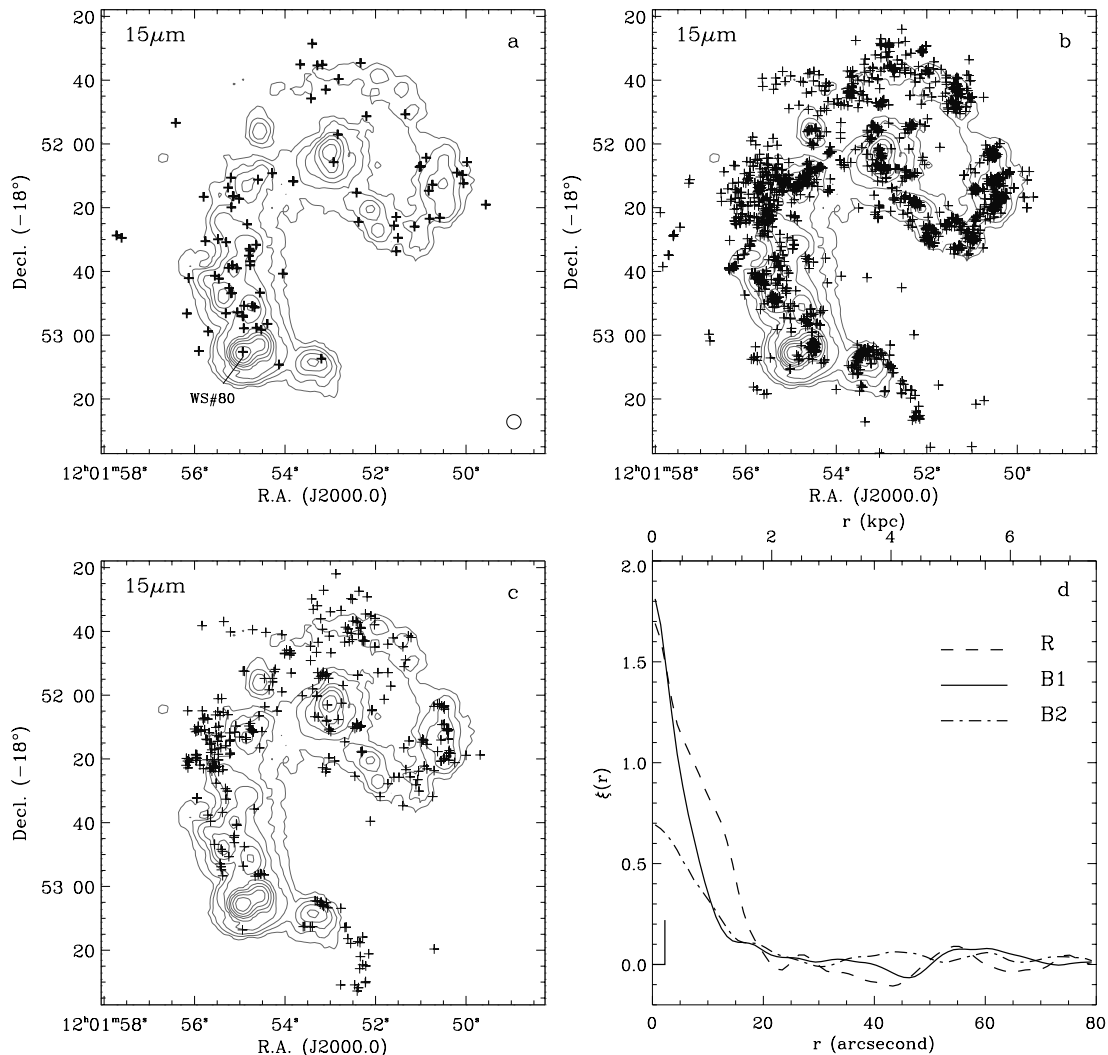 15μm
a
20
40
52 00
20
40
53 00
20
Decl. (−18°)
WS#80
12ʰ01ᵐ58ˢ
56ˢ
54ˢ
52ˢ
50ˢ
R.A. (J2000.0)
15μm
b
20
40
52 00
20
40
53 00
20
Decl. (−18°)
12ʰ01ᵐ58ˢ
56ˢ
54ˢ
52ˢ
50ˢ
R.A. (J2000.0)
15μm
c
20
40
52 00
20
40
53 00
20
Decl. (−18°)
12ʰ01ᵐ58ˢ
56ˢ
54ˢ
52ˢ
50ˢ
R.A. (J2000.0)
r (kpc)
0 2 4 6
d
R
B1
B2
2.0
1.5
1.0
0.5
0.0
ξ(r)
0 20 40 60 80
r (arcsecond)